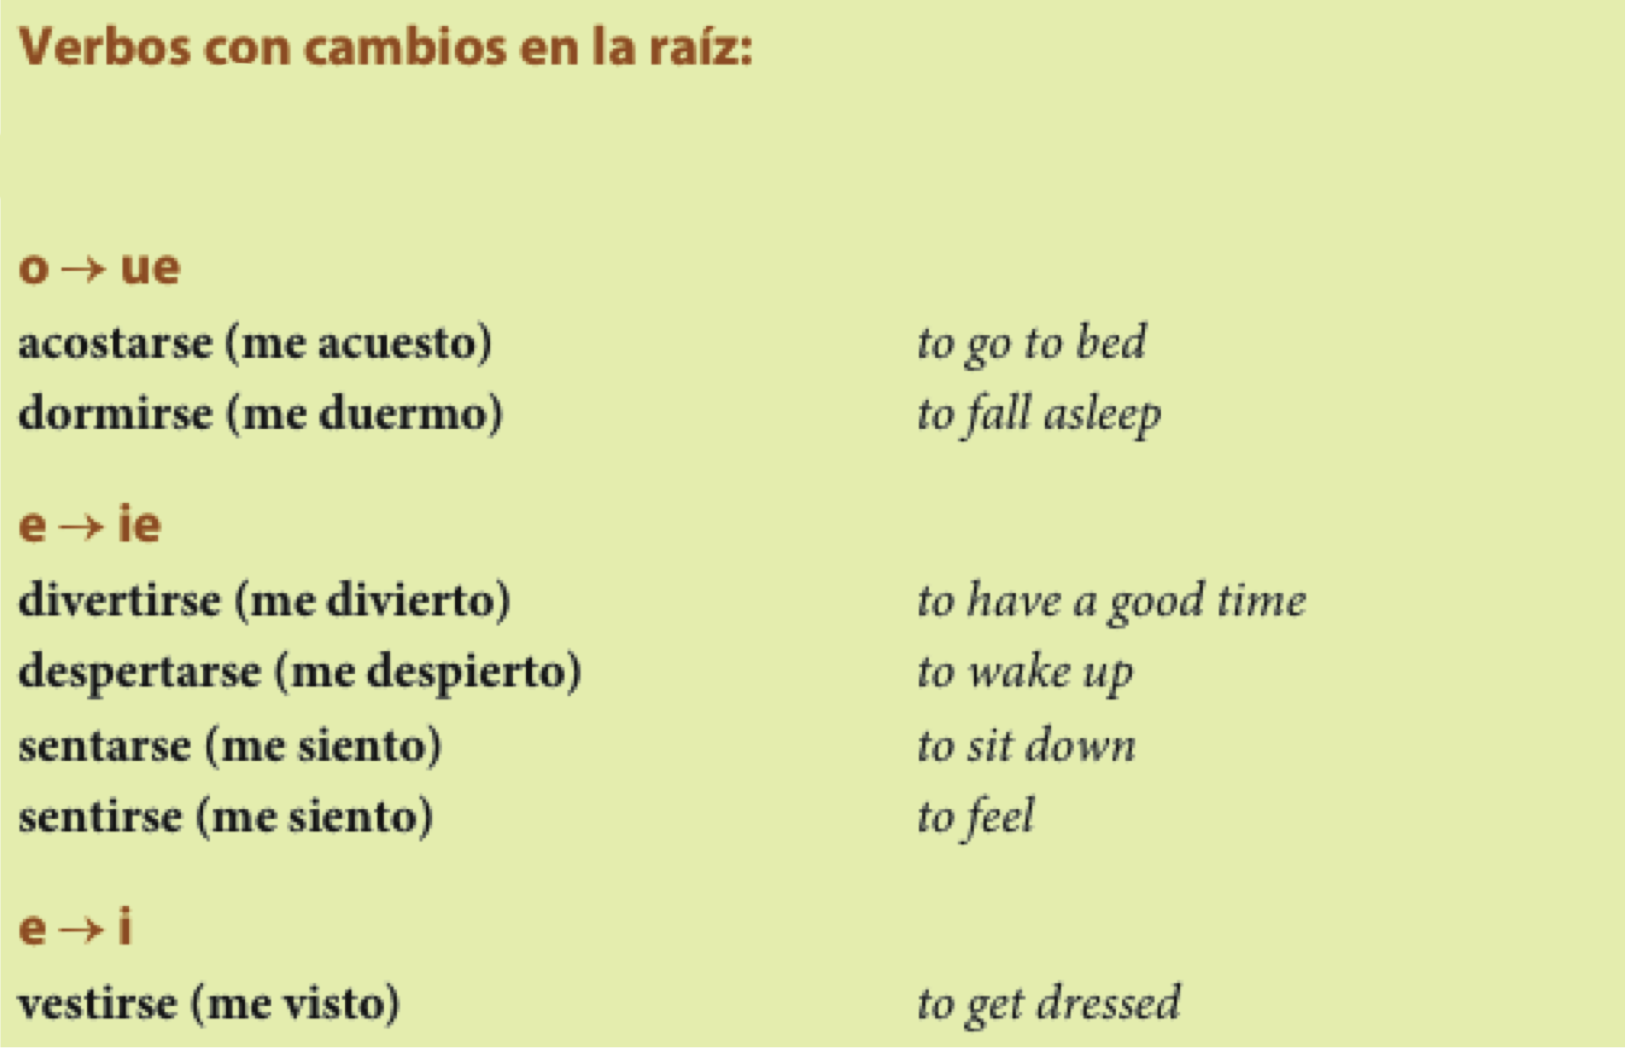 Verbos con cambios en la raíz:
o → ue
acostarse (me acuesto) to go to bed
dormirse (me duermo) to fall asleep
e → ie
divertirse (me divierto) to have a good time
despertarse (me despierto) to wake up
sentarse (me siento) to sit down
sentirse (me siento) to feel
e → i
vestirse (me visto) to get dressed